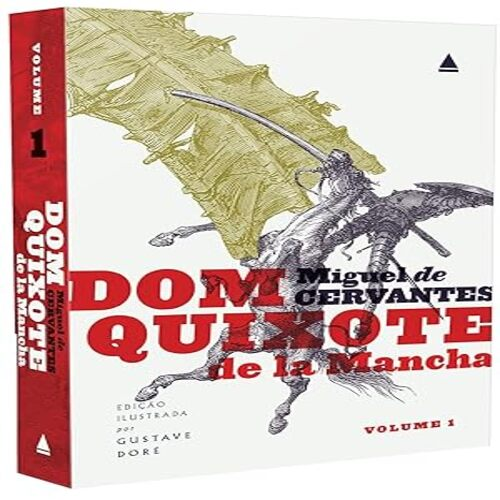 VOLUME 1
DOM QUIXOTE de la Mancha
Miguel de CERVANTES
DOM
Miguel de
CERVANTES
QUIXOTE
de la Mancha
EDIÇÃO
ILUSTRADA
por
GUSTAVE
DORÉ
VOLUME 1